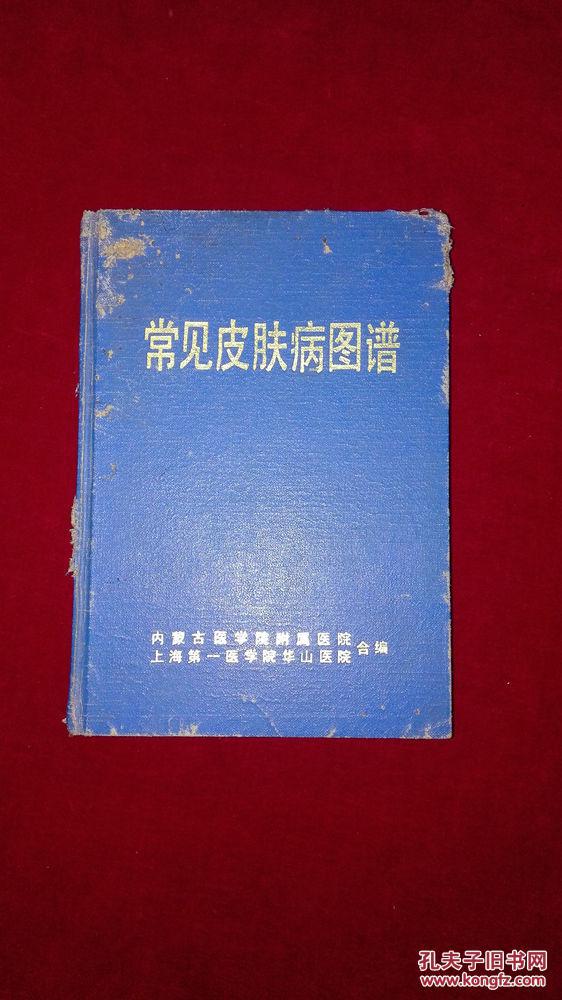 常见皮肤病图谱
内蒙古医学院附属医院
上海第一医学院华山医院
合编
孔夫子旧书网
www.kongfz.com